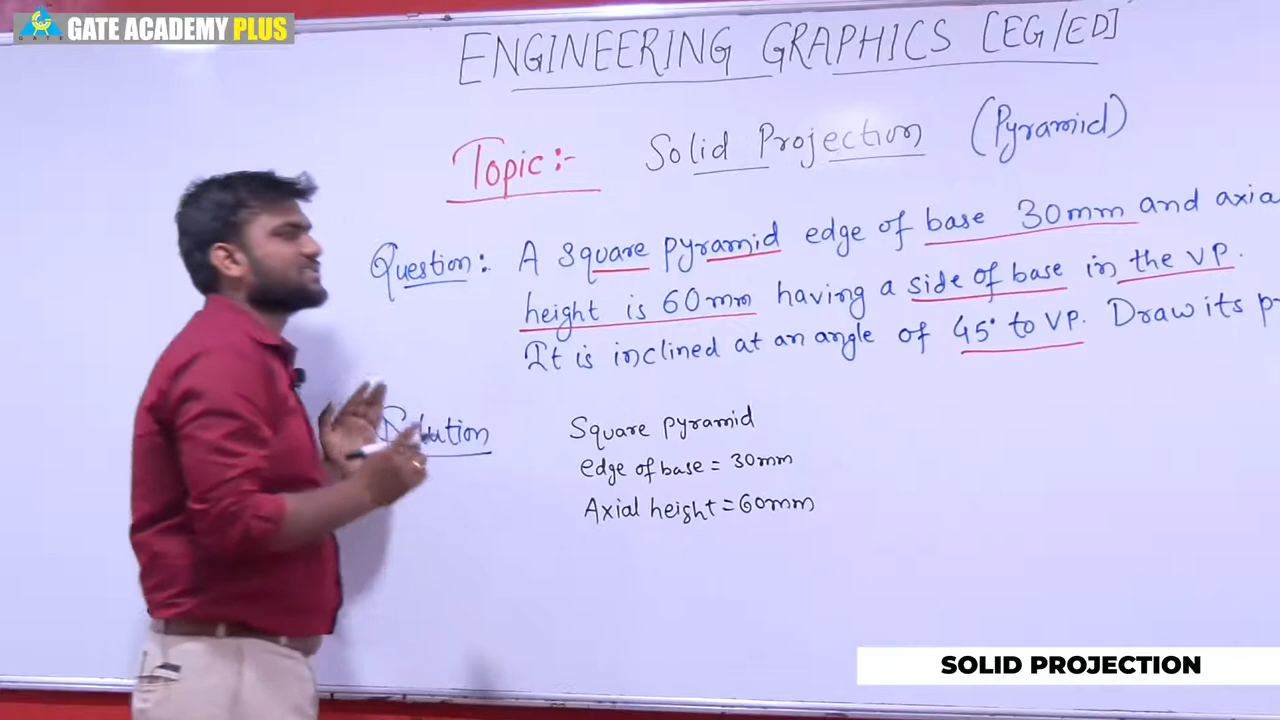 GATE ACADEMY PLUS
GATE
ENGINEERING GRAPHICS [EG/ED]
Topic:- Solid Projection (Pyramid)
Question: A square pyramid edge of base 30mm and axia
height is 60mm having a side of base in the VP.
It is inclined at an angle of 45° to VP. Draw its p
Solution
Square pyramid
edge of base = 30mm
Axial height = 60mm
SOLID PROJECTION